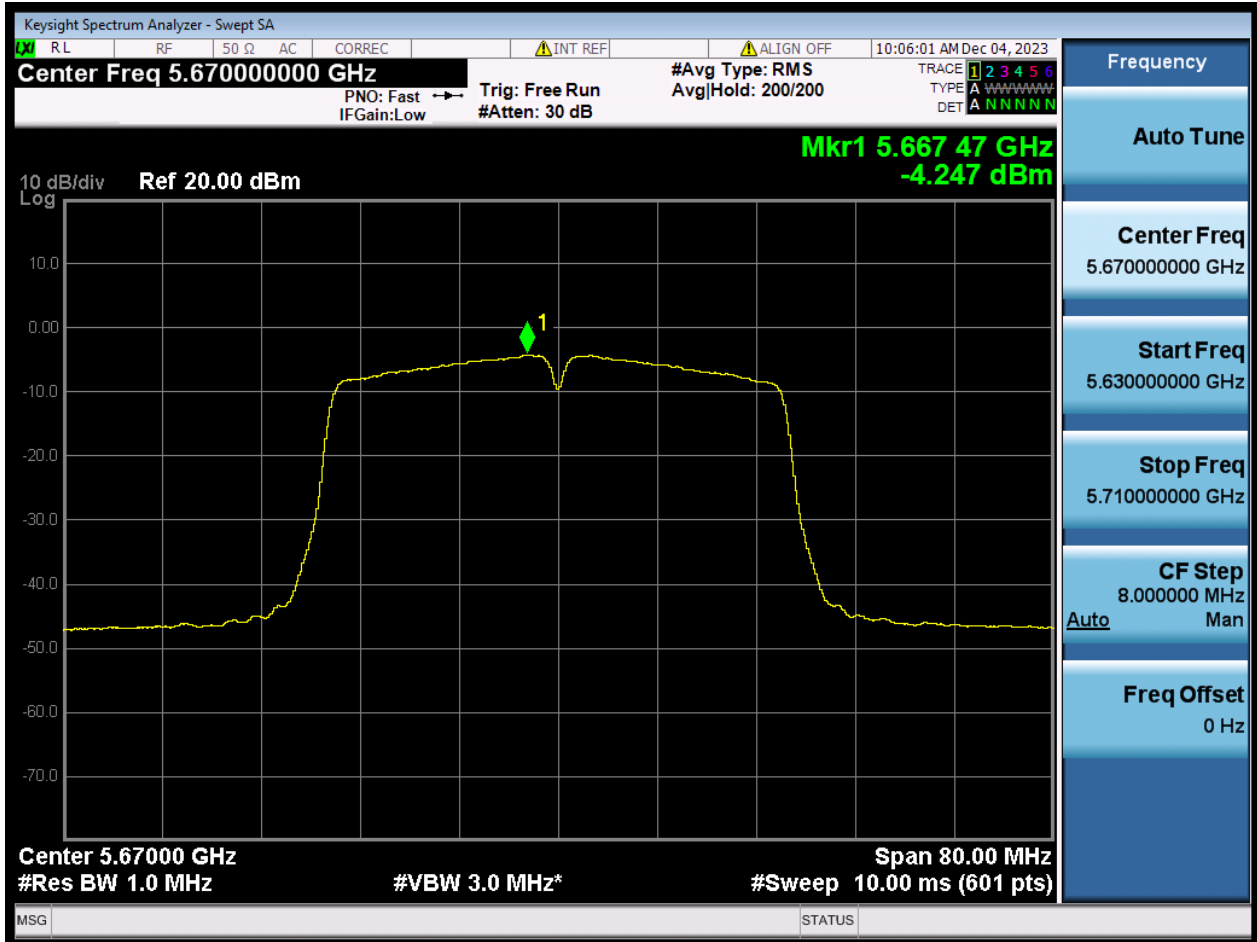 Keysight Spectrum Analyzer - Swept SA
LXI RL RF 50 Ω AC CORREC INT REF ALIGN OFF 10:06:01 AM Dec 04, 2023
Center Freq 5.670000000 GHz
PNO: Fast
IFGain:Low
Trig: Free Run
#Atten: 30 dB
#Avg Type: RMS
Avg|Hold: 200/200
TRACE 1 2 3 4 5 6
TYPE A WWWWW
DET A N N N N N
Mkr1 5.667 47 GHz
-4.247 dBm
10 dB/div Ref 20.00 dBm
Log
10.0
0.00
-10.0
-20.0
-30.0
-40.0
-50.0
-60.0
-70.0
1
Center 5.67000 GHz Span 80.00 MHz
#Res BW 1.0 MHz #VBW 3.0 MHz* #Sweep 10.00 ms (601 pts)
MSG STATUS
Frequency
Auto Tune
Center Freq
5.670000000 GHz
Start Freq
5.630000000 GHz
Stop Freq
5.710000000 GHz
CF Step
8.000000 MHz
Auto Man
Freq Offset
0 Hz